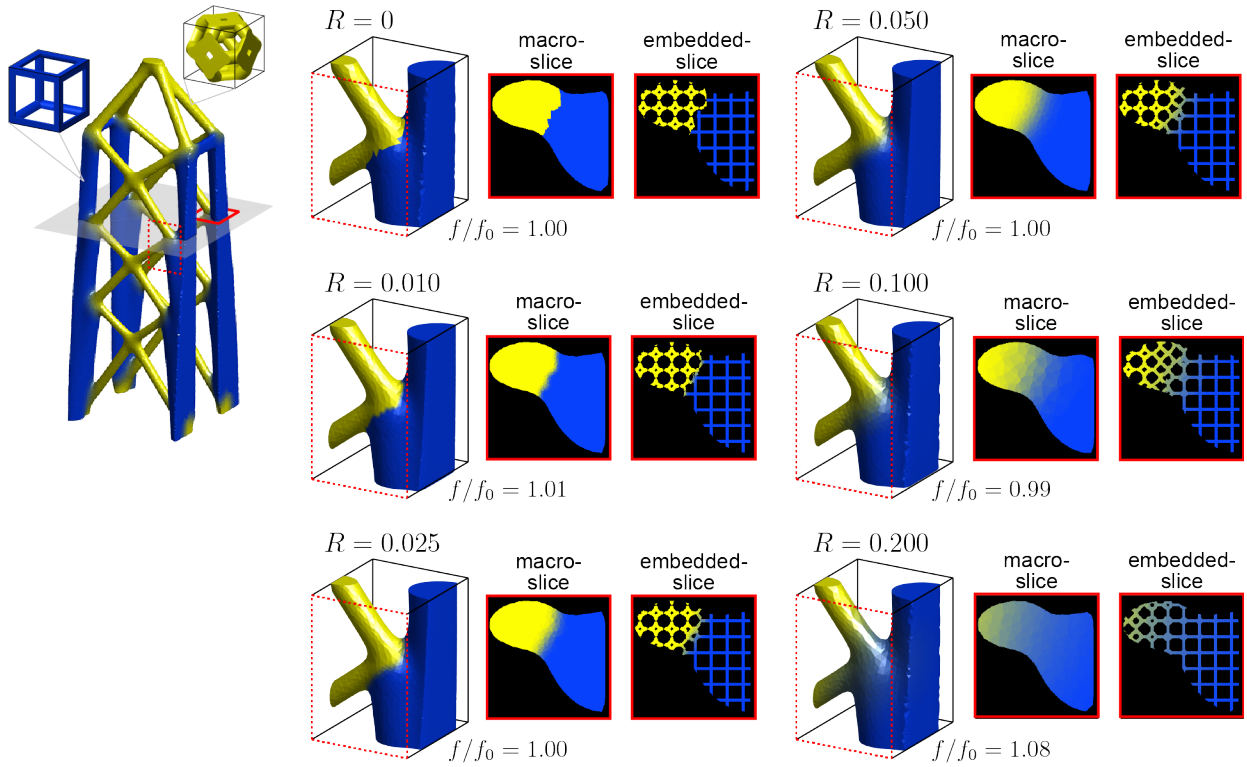 R = 0
macro-
slice
embedded-
slice
f/f₀ = 1.00
R = 0.050
macro-
slice
embedded-
slice
f/f₀ = 1.00
R = 0.010
macro-
slice
embedded-
slice
f/f₀ = 1.01
R = 0.100
macro-
slice
embedded-
slice
f/f₀ = 0.99
R = 0.025
macro-
slice
embedded-
slice
f/f₀ = 1.00
R = 0.200
macro-
slice
embedded-
slice
f/f₀ = 1.08